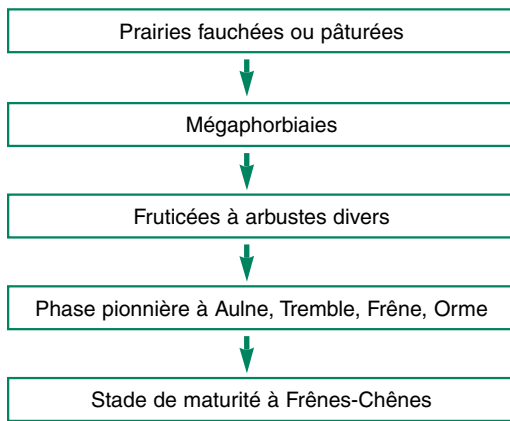 Prairies fauchées ou pâturées
Mégaphorbiaies
Fruticées à arbustes divers
Phase pionnière à Aulne, Tremble, Frêne, Orme
Stade de maturité à Frênes-Chênes